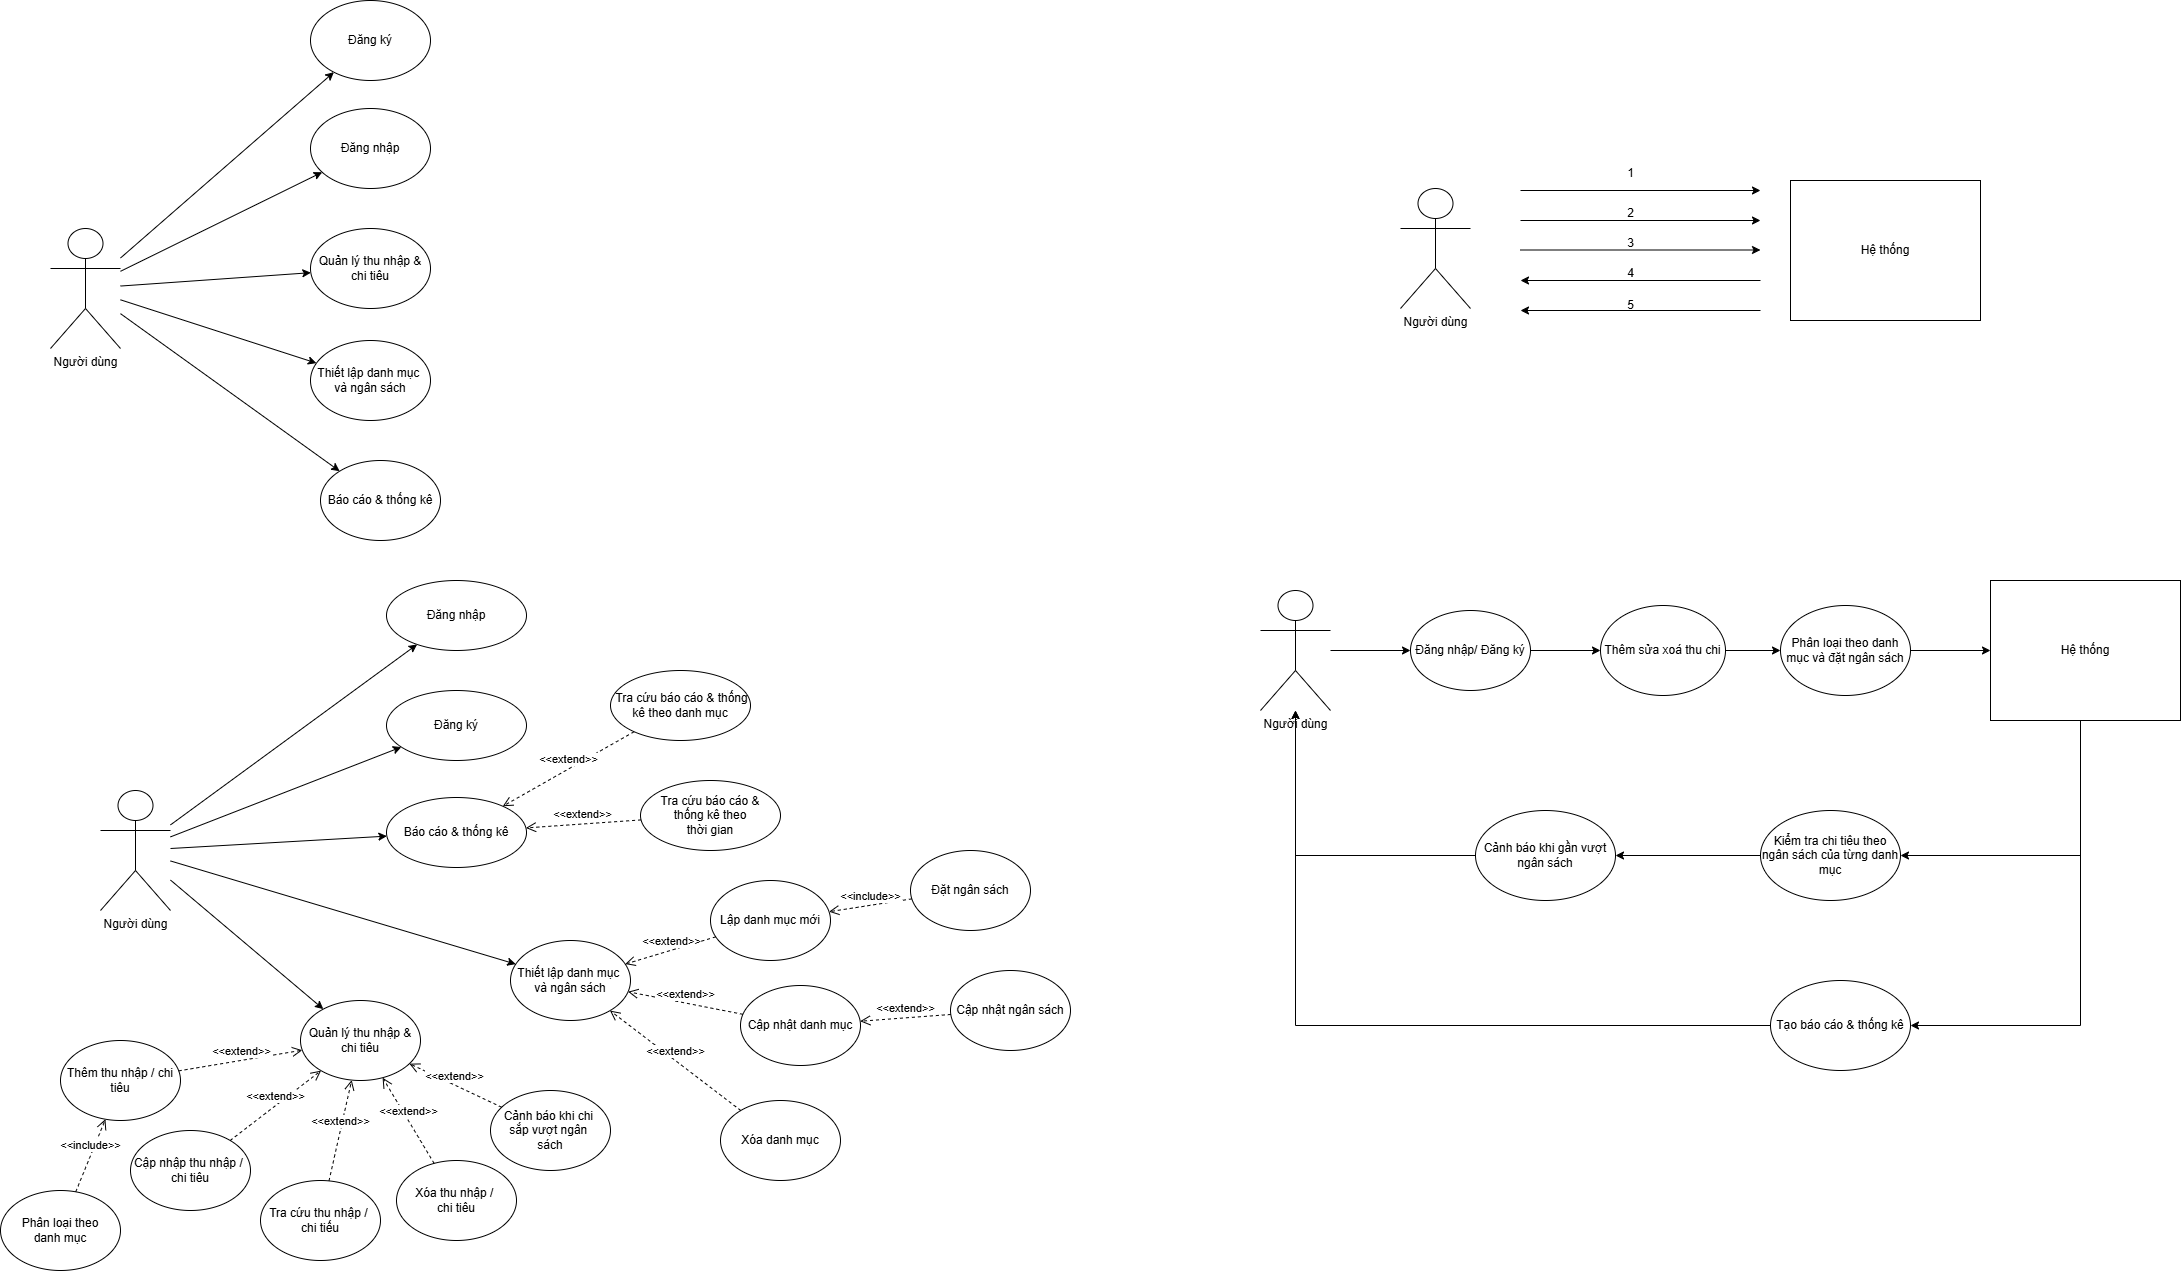 Đăng ký
Đăng nhập
Quản lý thu nhập &
chi tiêu
Thiết lập danh mục
và ngân sách
Báo cáo & thống kê
Người dùng
1
2
3
4
5
Người dùng
Hệ thống
Đăng nhập
Đăng ký
Báo cáo & thống kê
Tra cứu báo cáo & thống
kê theo danh mục
<<extend>>
Tra cứu báo cáo &
thống kê theo
thời gian
<<extend>>
Người dùng
Thiết lập danh mục
và ngân sách
Lập danh mục mới
<<extend>>
Đặt ngân sách
<<include>>
Cập nhật danh mục
<<extend>>
Cập nhật ngân sách
<<extend>>
Xóa danh mục
<<extend>>
Quản lý thu nhập &
chi tiêu
Thêm thu nhập / chi
tiêu
<<extend>>
<<include>>
Phân loại theo
danh mục
Cập nhập thu nhập /
chi tiêu
<<extend>>
Tra cứu thu nhập /
chi tiếu
<<extend>>
Xóa thu nhập /
chi tiêu
<<extend>>
Cảnh báo khi chi
sắp vượt ngân
sách
<<extend>>
Người dùng
Đăng nhập/ Đăng ký
Thêm sửa xoá thu chi
Phân loại theo danh
mục và đặt ngân sách
Hệ thống
Cảnh báo khi gần vượt
ngân sách
Kiểm tra chi tiêu theo
ngân sách của từng danh
mục
Tạo báo cáo & thống kê